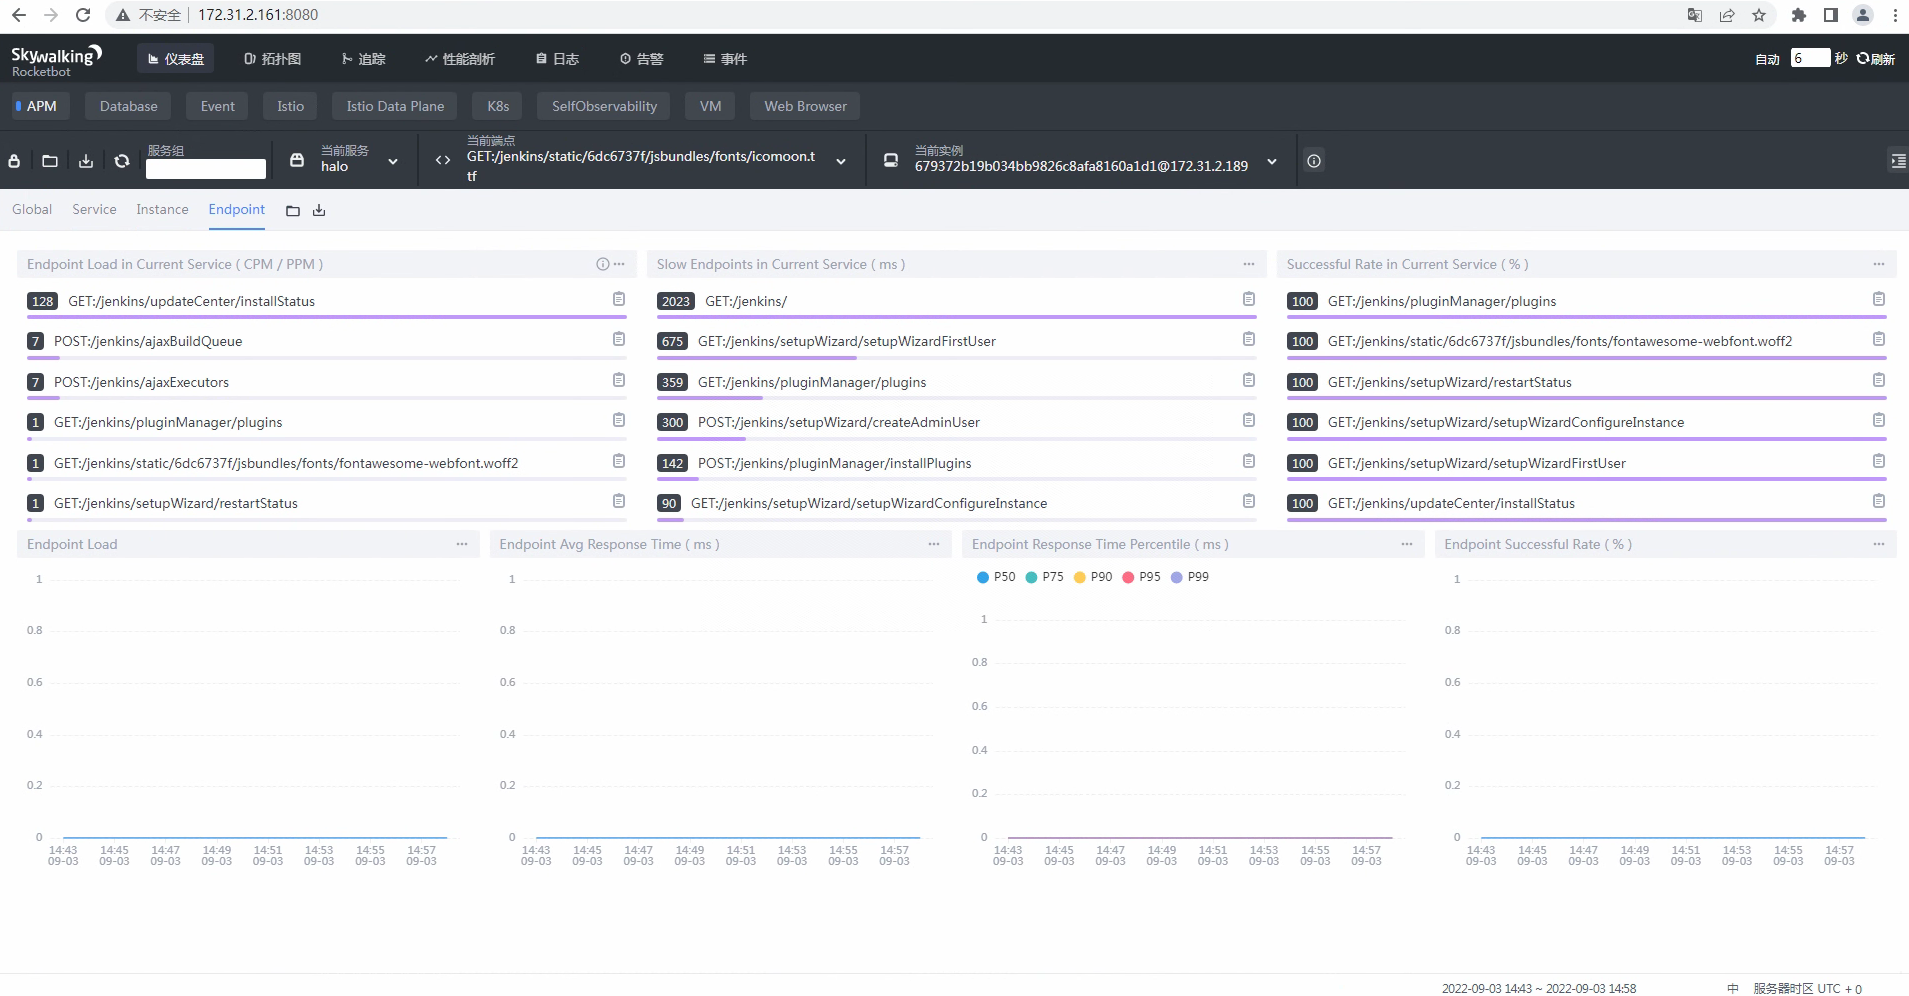 不安全 172.31.2.161:8080
Skywalking
Rocketbot
仪表盘 拓扑图 追踪 性能剖析 日志 告警 事件
自动 6 秒 刷新
APM Database Event Istio Istio Data Plane K8s SelfObservability VM Web Browser
服务组
当前服务
halo
当前端点
GET:/jenkins/static/6dc6737f/jsbundles/fonts/icomoon.t
tf
当前实例
679372b19b034bb9826c8afa8160a1d1@172.31.2.189
Global Service Instance Endpoint
Endpoint Load in Current Service ( CPM / PPM )
128 GET:/jenkins/updateCenter/installStatus
7 POST:/jenkins/ajaxBuildQueue
7 POST:/jenkins/ajaxExecutors
1 GET:/jenkins/pluginManager/plugins
1 GET:/jenkins/static/6dc6737f/jsbundles/fonts/fontawesome-webfont.woff2
1 GET:/jenkins/setupWizard/restartStatus
Slow Endpoints in Current Service ( ms )
2023 GET:/jenkins/
675 GET:/jenkins/setupWizard/setupWizardFirstUser
359 GET:/jenkins/pluginManager/plugins
300 POST:/jenkins/setupWizard/createAdminUser
142 POST:/jenkins/pluginManager/installPlugins
90 GET:/jenkins/setupWizard/setupWizardConfigureInstance
Successful Rate in Current Service ( % )
100 GET:/jenkins/pluginManager/plugins
100 GET:/jenkins/static/6dc6737f/jsbundles/fonts/fontawesome-webfont.woff2
100 GET:/jenkins/setupWizard/restartStatus
100 GET:/jenkins/setupWizard/setupWizardConfigureInstance
100 GET:/jenkins/setupWizard/setupWizardFirstUser
100 GET:/jenkins/updateCenter/installStatus
Endpoint Load
1
0.8
0.6
0.4
0.2
0
14:43 14:45 14:47 14:49 14:51 14:53 14:55 14:57
09-03 09-03 09-03 09-03 09-03 09-03 09-03 09-03
Endpoint Avg Response Time ( ms )
1
0.8
0.6
0.4
0.2
0
14:43 14:45 14:47 14:49 14:51 14:53 14:55 14:57
09-03 09-03 09-03 09-03 09-03 09-03 09-03 09-03
Endpoint Response Time Percentile ( ms )
P50 P75 P90 P95 P99
1
0.8
0.6
0.4
0.2
0
14:43 14:45 14:47 14:49 14:51 14:53 14:55 14:57
09-03 09-03 09-03 09-03 09-03 09-03 09-03 09-03
Endpoint Successful Rate ( % )
1
0.8
0.6
0.4
0.2
0
14:43 14:45 14:47 14:49 14:51 14:53 14:55 14:57
09-03 09-03 09-03 09-03 09-03 09-03 09-03 09-03
2022-09-03 14:43 ~ 2022-09-03 14:58 中 服务器时区 UTC + 0